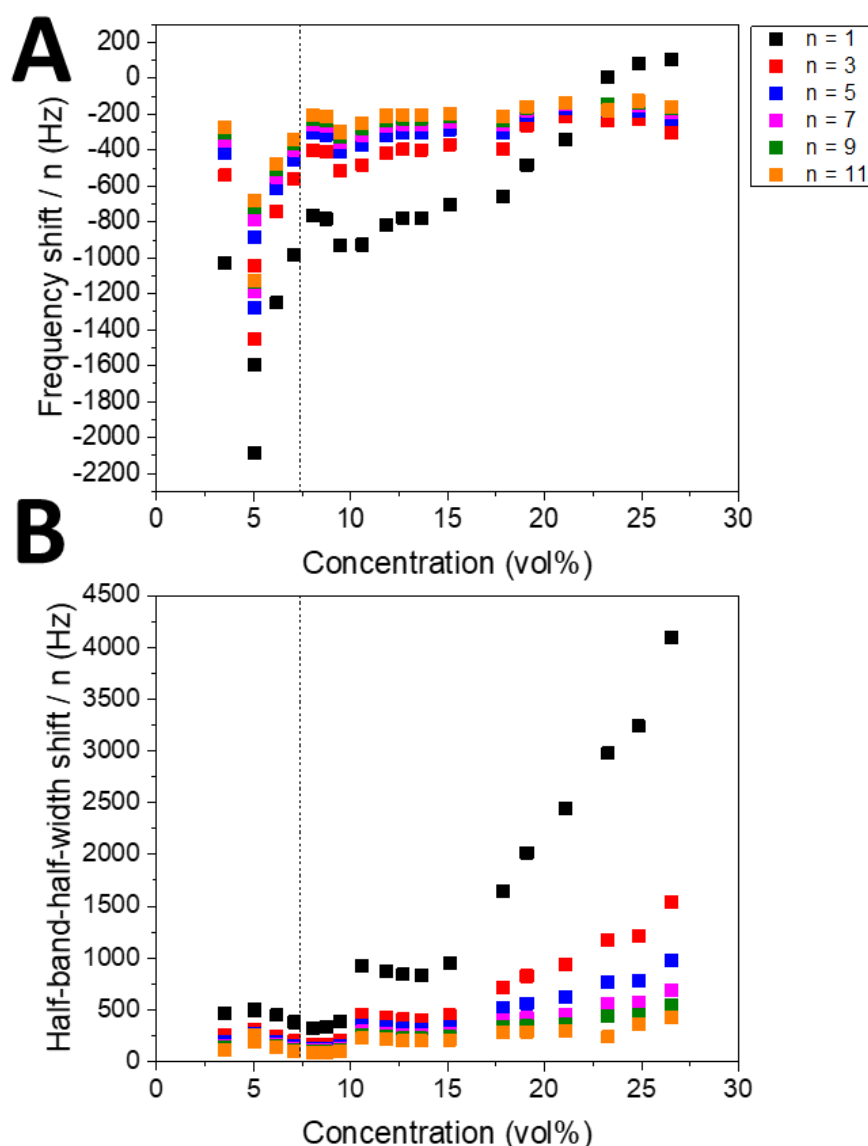 A
200
0
-200
-400
-600
-800
-1000
-1200
-1400
-1600
-1800
-2000
-2200
Frequency shift / n (Hz)
0 5 10 15 20 25 30
Concentration (vol%)
n = 1
n = 3
n = 5
n = 7
n = 9
n = 11
B
4500
4000
3500
3000
2500
2000
1500
1000
500
0
Half-band-half-width shift / n (Hz)
0 5 10 15 20 25 30
Concentration (vol%)